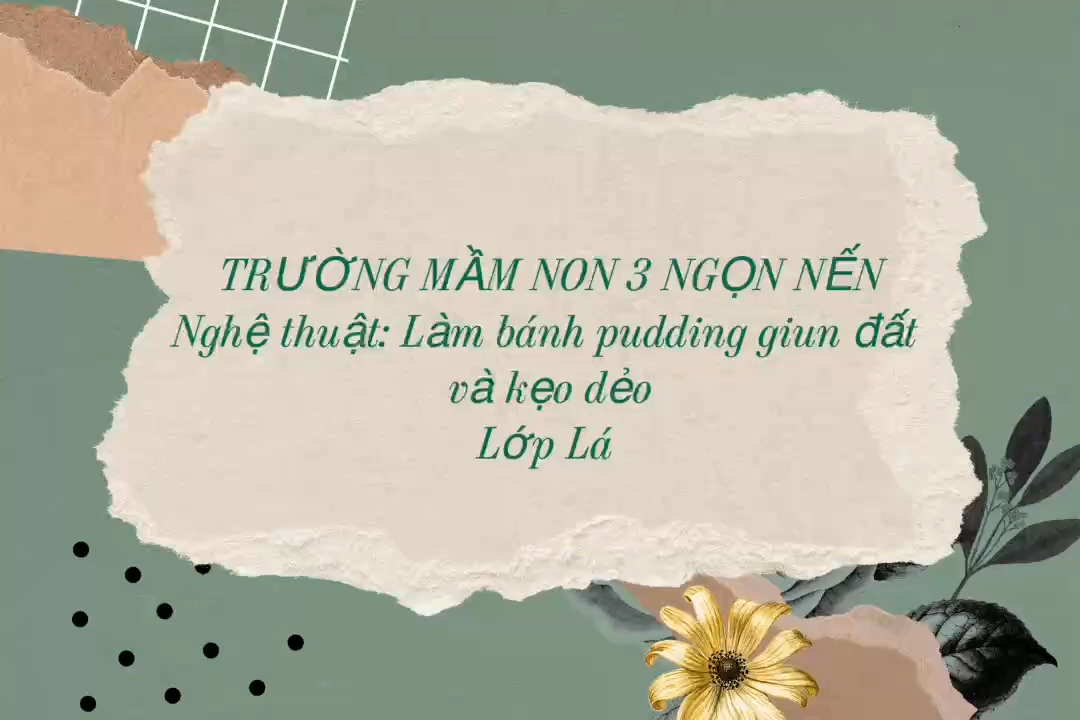 TRƯỜNG MẦM NON 3 NGỌN NẾN
Nghệ thuật: Làm bánh pudding giun đất
và kẹo dẻo
Lớp Lá